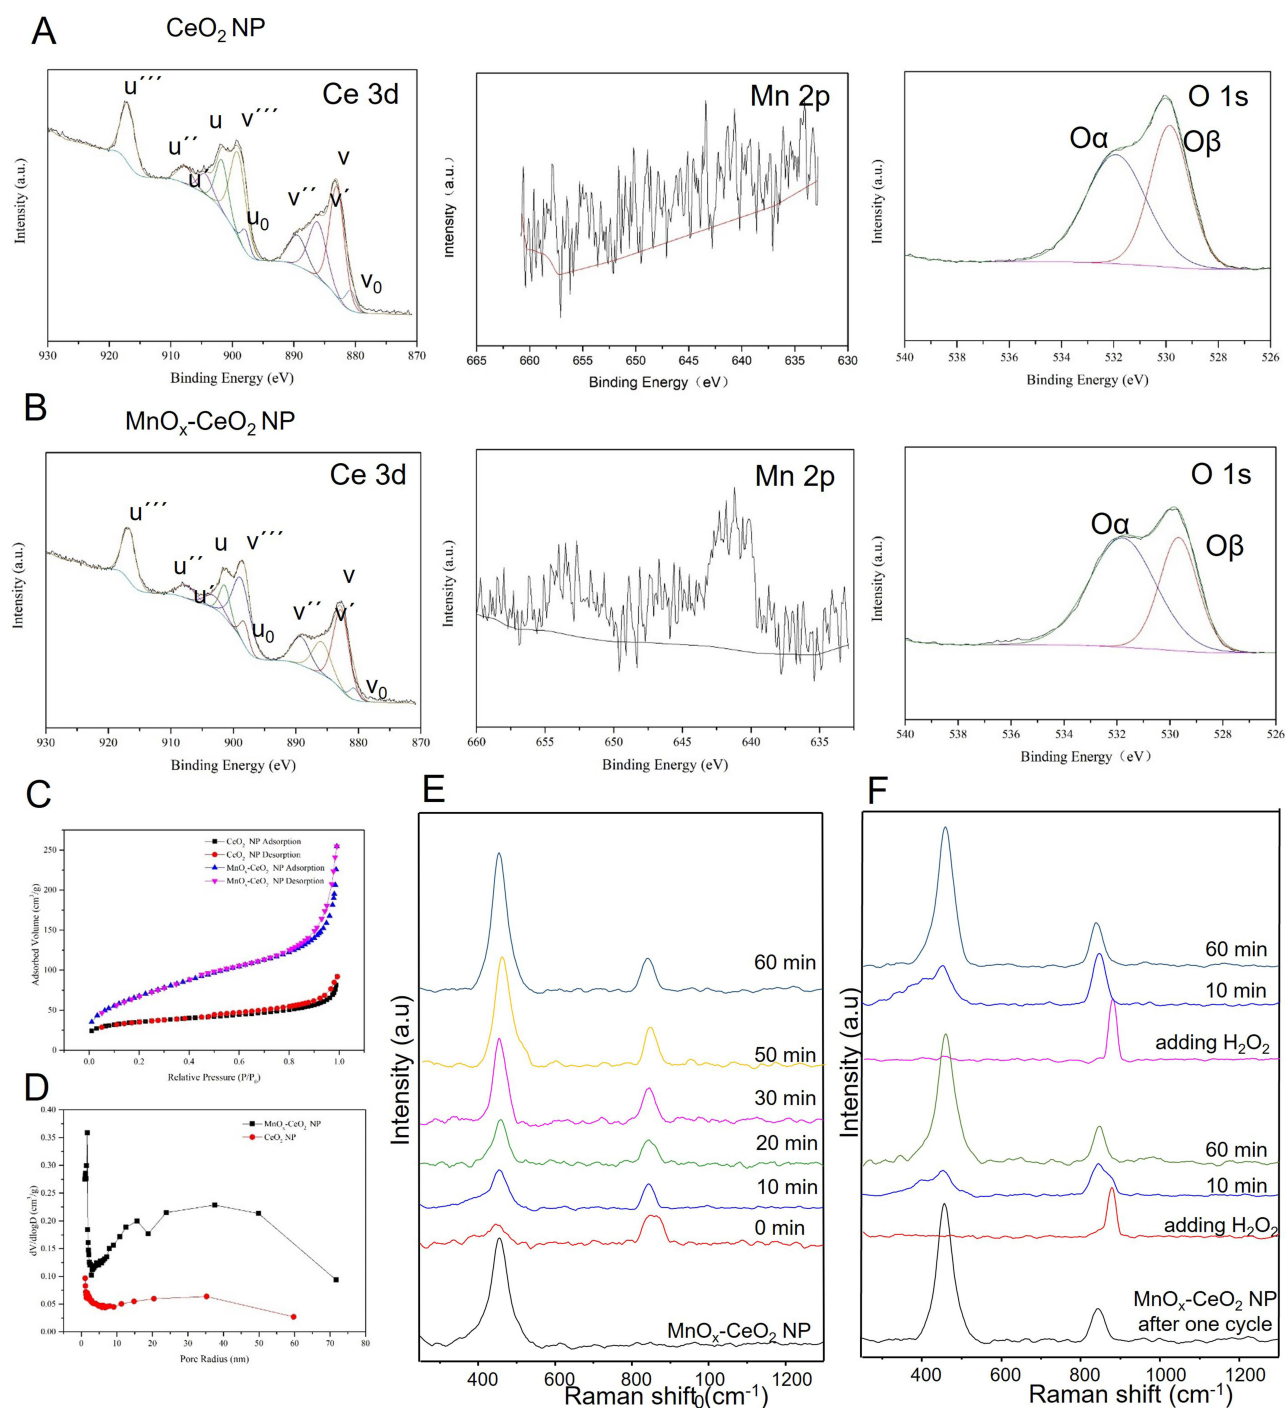 A
CeO₂ NP
u´´´
u´´
u
v´´´
Ce 3d
u´
u₀
v´´
v
v´
v₀
Intensity (a.u.)
930 920 910 900 890 880 870
Binding Energy (eV)
Mn 2p
Intensity (a.u.)
665 660 655 650 645 640 635 630
Binding Energy (eV)
O 1s
Oα
Oβ
Intensity (a.u.)
540 538 536 534 532 530 528 526
Binding Energy (eV)
B
MnOₓ-CeO₂ NP
Ce 3d
u´´´
u´´
u
v´´´
u´
u₀
v´´
v
v´
v₀
Intensity (a.u.)
930 920 910 900 890 880 870
Binding Energy (eV)
Mn 2p
Intensity (a.u.)
660 655 650 645 640 635
Binding Energy (eV)
O 1s
Oα
Oβ
Intensity (a.u.)
540 538 536 534 532 530 528 526
Binding Energy (eV)
C
CeO₂ NP Adsorption
CeO₂ NP Desorption
MnOₓ-CeO₂ NP Adsorption
MnOₓ-CeO₂ NP Desorption
Adsorbed Volume (cm³/g)
250
200
150
100
50
0
0.0 0.2 0.4 0.6 0.8 1.0
Relative Pressure (P/P₀)
D
MnOₓ-CeO₂ NP
CeO₂ NP
dV/dlogD (cm³/g)
0.40
0.35
0.30
0.25
0.20
0.15
0.10
0.05
0.00
0 10 20 30 40 50 60 70 80
Pore Radius (nm)
E
60 min
50 min
30 min
20 min
10 min
0 min
MnOₓ-CeO₂ NP
Intensity (a.u)
400 600 800 1000 1200
Raman shift (cm⁻¹)
F
60 min
10 min
adding H₂O₂
60 min
10 min
adding H₂O₂
MnOₓ-CeO₂ NP
after one cycle
Intensity (a.u)
400 600 800 1000 1200
Raman shift (cm⁻¹)